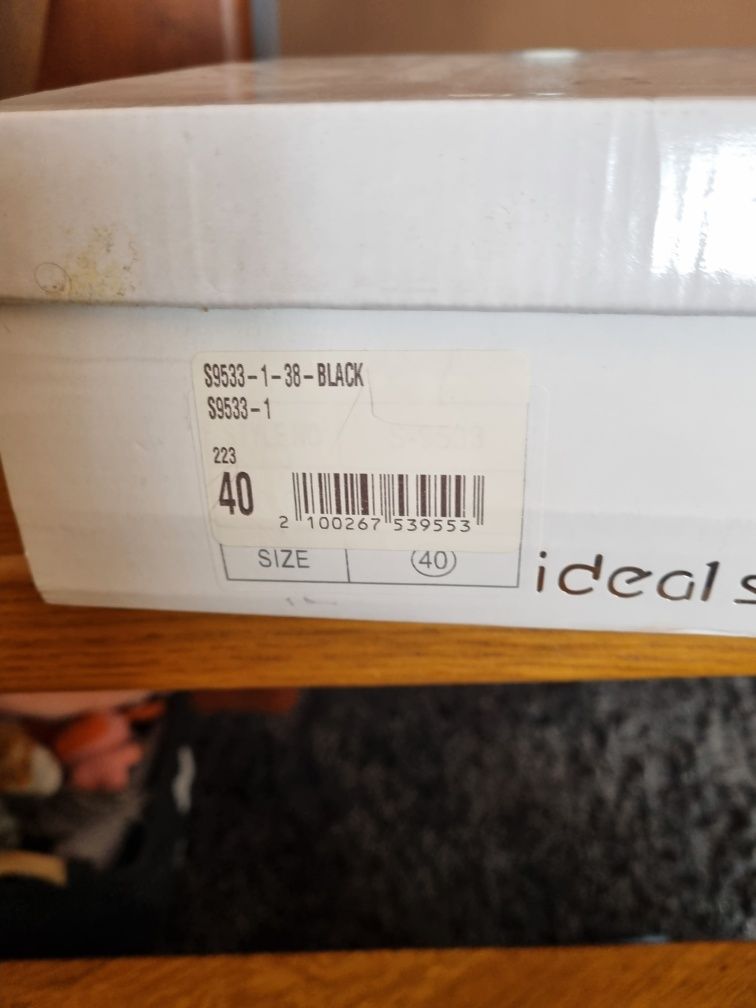 S9533-1-38-BLACK
S9533-1
223
40
2 100267 539553
SIZE 40
ideal